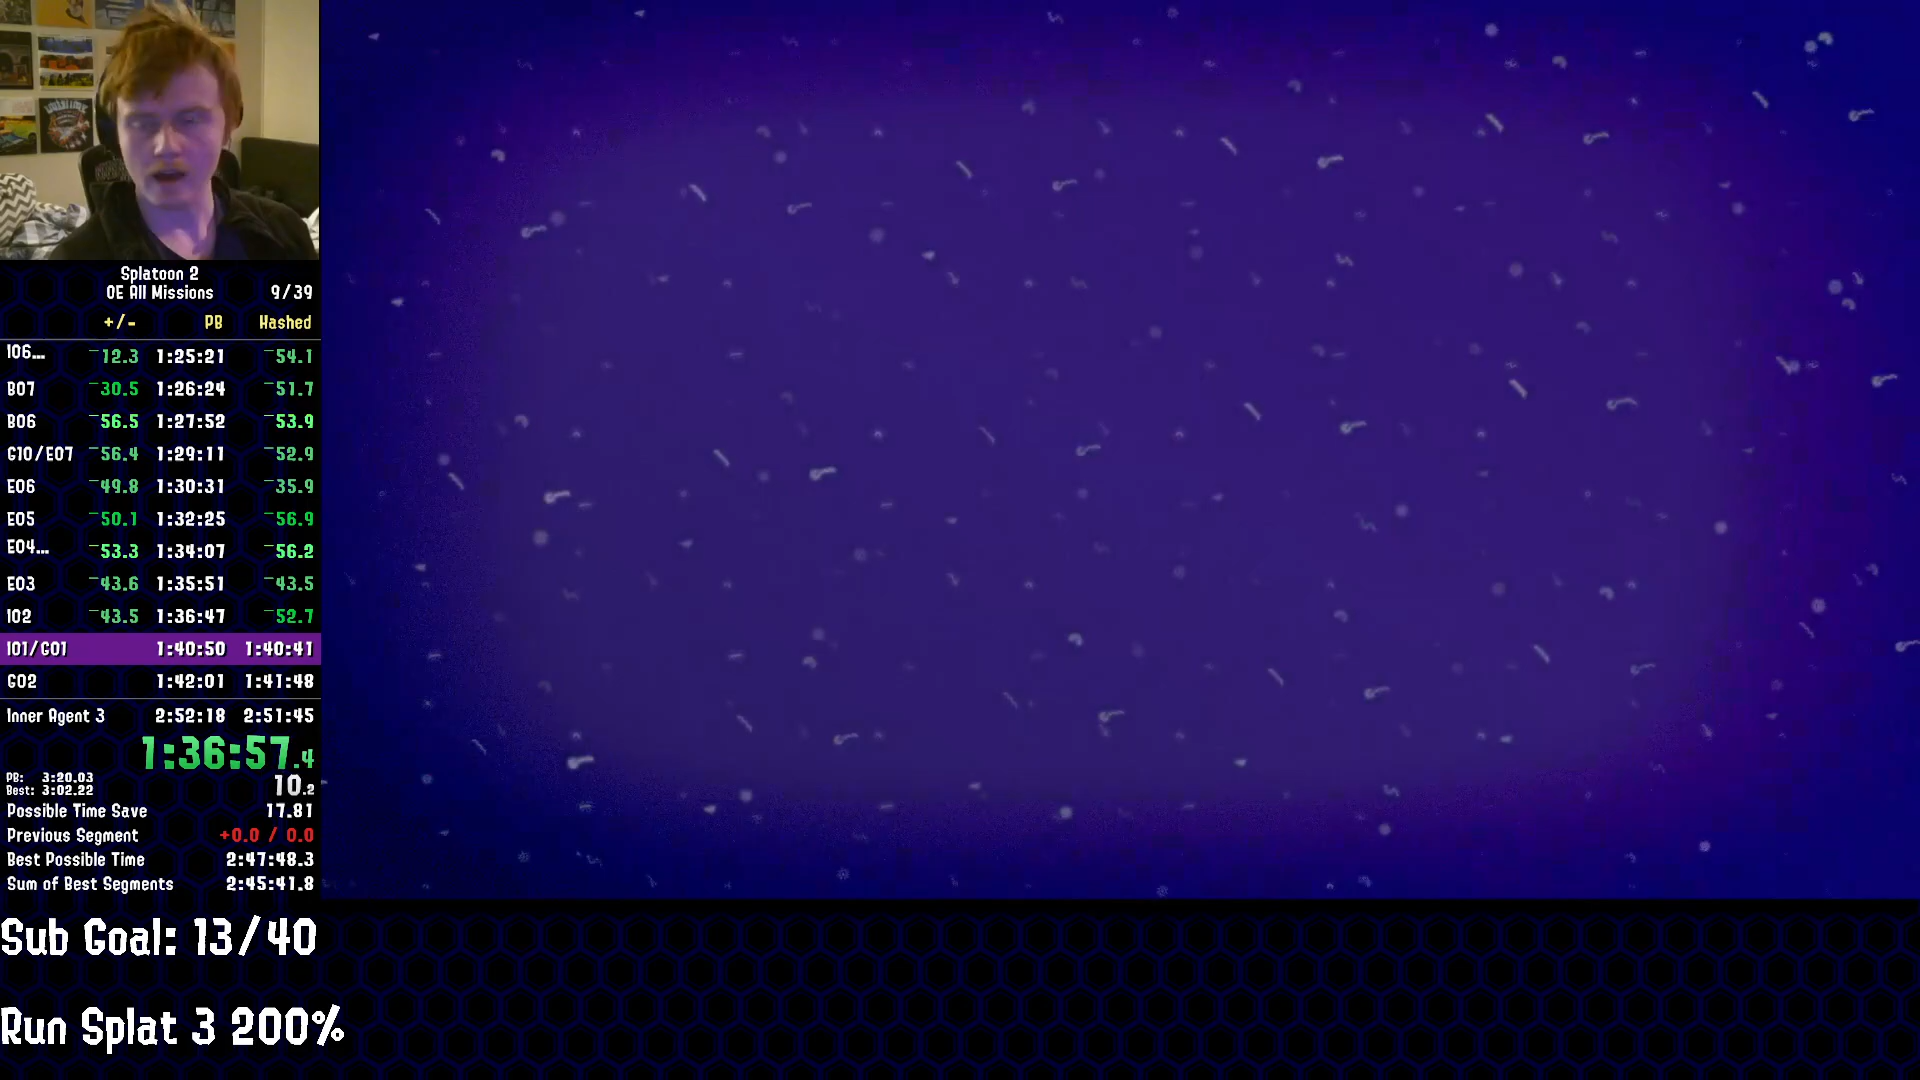 Splatoon 2
OE All Missions 9/39
+/- PB Hashed
I06... -12.3 1:25:21 -54.1
B07 -30.5 1:26:24 -51.7
B06 -56.5 1:27:52 -53.9
G10/E07 -56.4 1:29:11 -52.9
E06 -49.8 1:30:31 -35.9
E05 -50.1 1:32:25 -56.9
E04... -53.3 1:34:07 -56.2
E03 -43.6 1:35:51 -43.5
I02 -43.5 1:36:47 -52.7
I01/G01 1:40:50 1:40:41
G02 1:42:01 1:41:48
Inner Agent 3 2:52:18 2:51:45
1:36:57.4
PB: 3:20.03
Best: 3:02.22 10.2
Possible Time Save 17.81
Previous Segment +0.0 / 0.0
Best Possible Time 2:47:48.3
Sum of Best Segments 2:45:41.8
Sub Goal: 13/40
Run Splat 3 200%